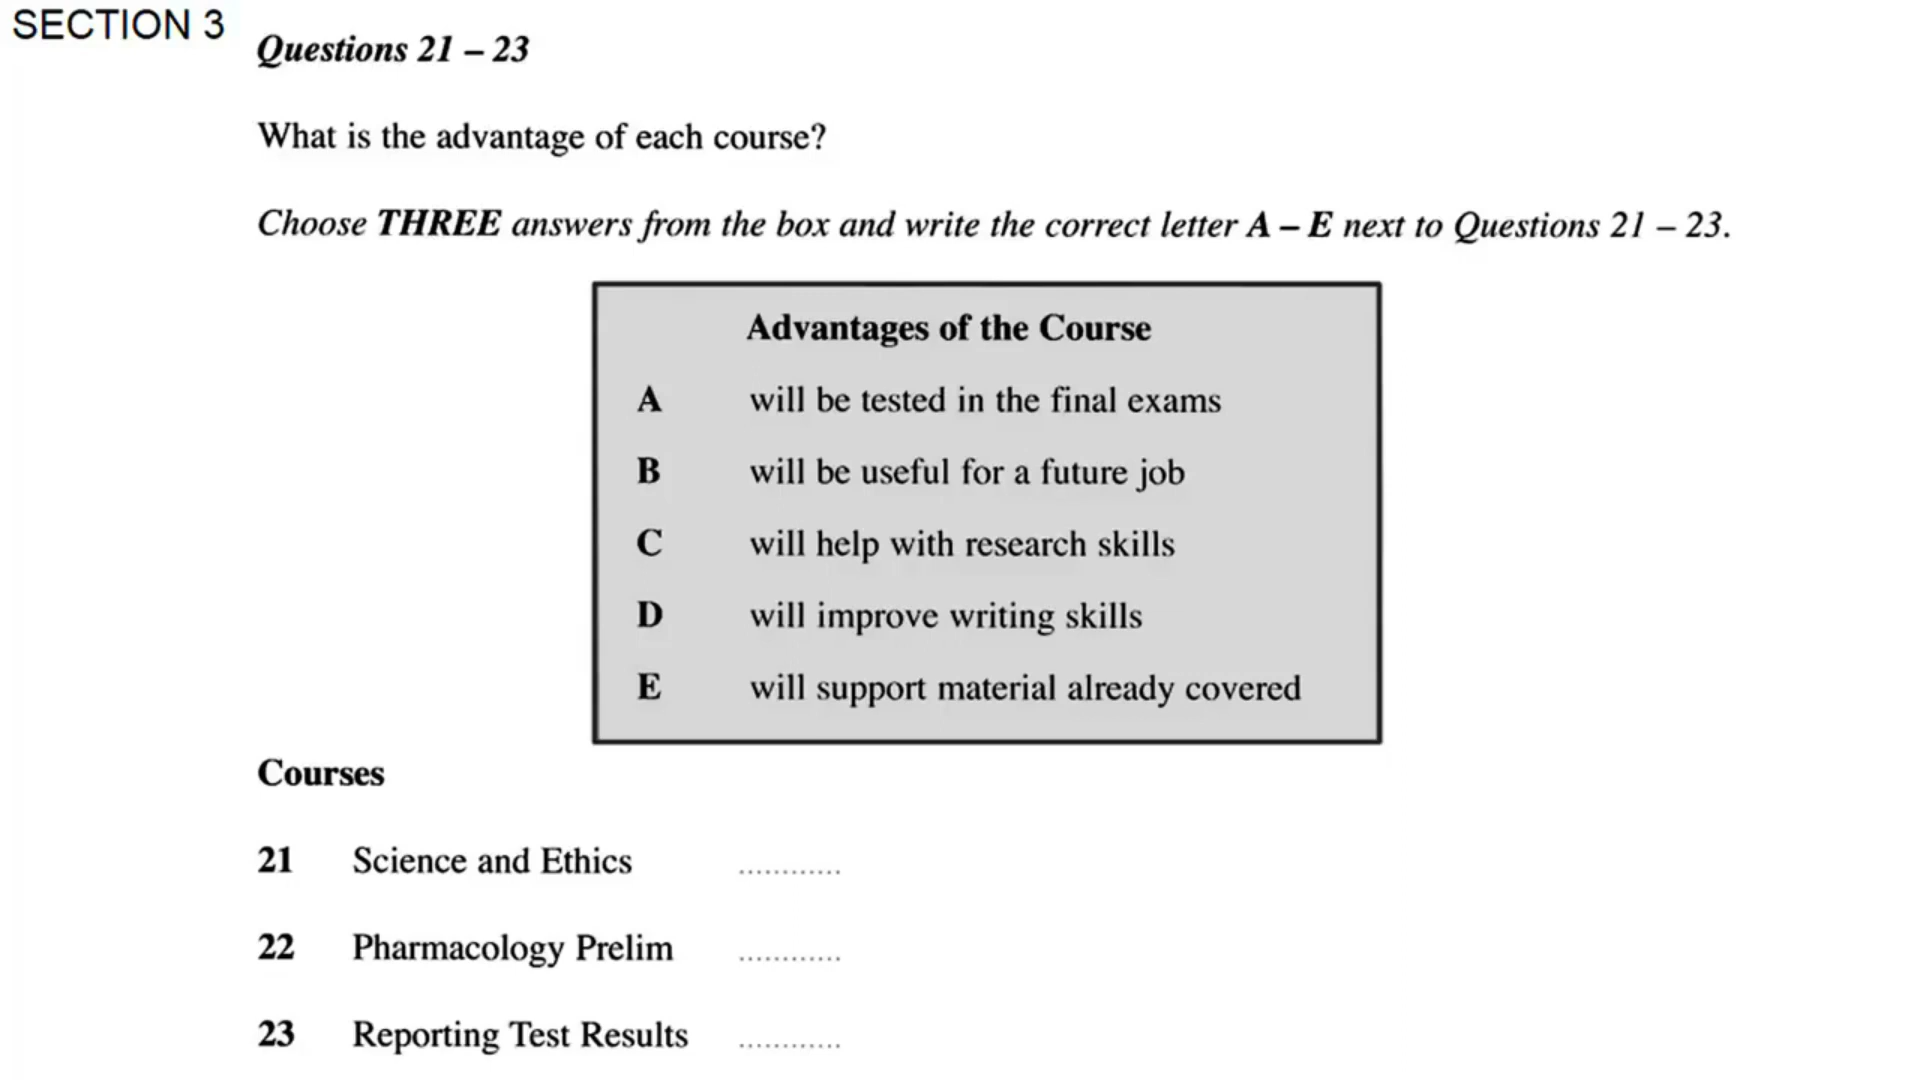 SECTION 3
Questions 21 – 23
What is the advantage of each course?
Choose THREE answers from the box and write the correct letter A – E next to Questions 21 – 23.
Advantages of the Course
A will be tested in the final exams
B will be useful for a future job
C will help with research skills
D will improve writing skills
E will support material already covered
Courses
21 Science and Ethics ............
22 Pharmacology Prelim ............
23 Reporting Test Results ............